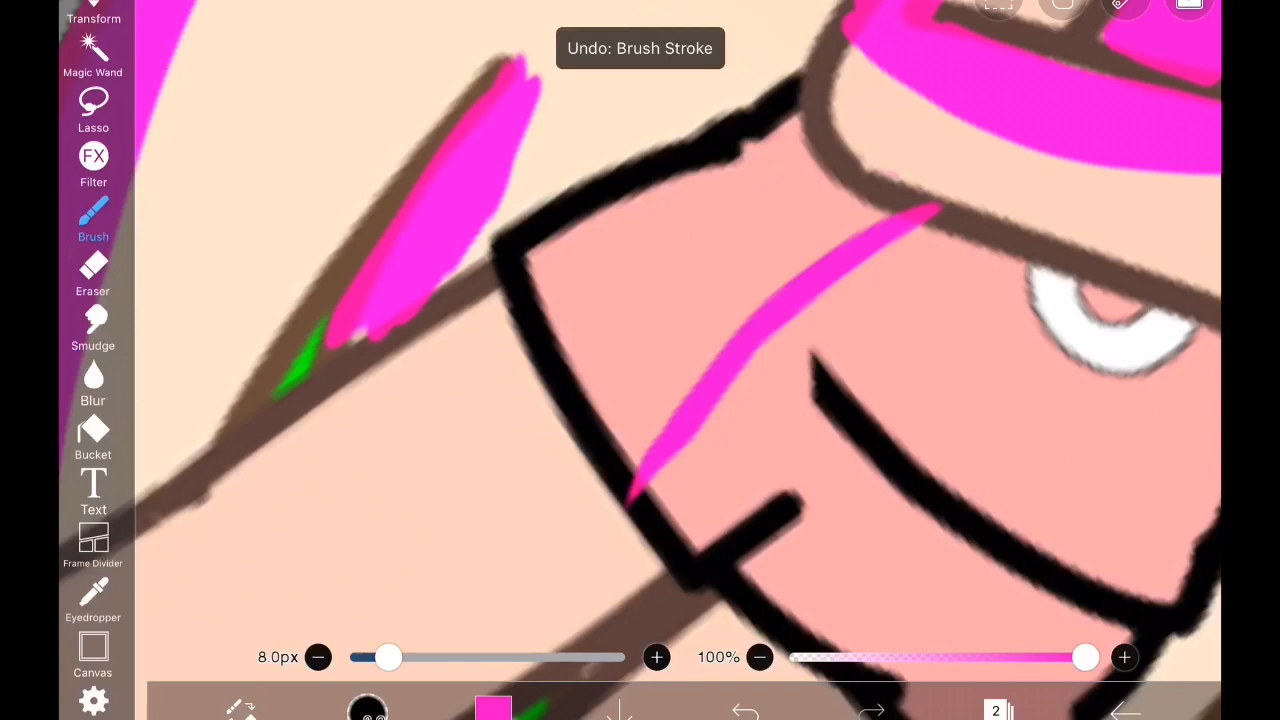 Transform
Undo: Brush Stroke
Magic Wand
Lasso
FX
Filter
Brush
Eraser
Smudge
Blur
Bucket
T
Text
Frame Divider
Eyedropper
8.0px
100%
Canvas
2